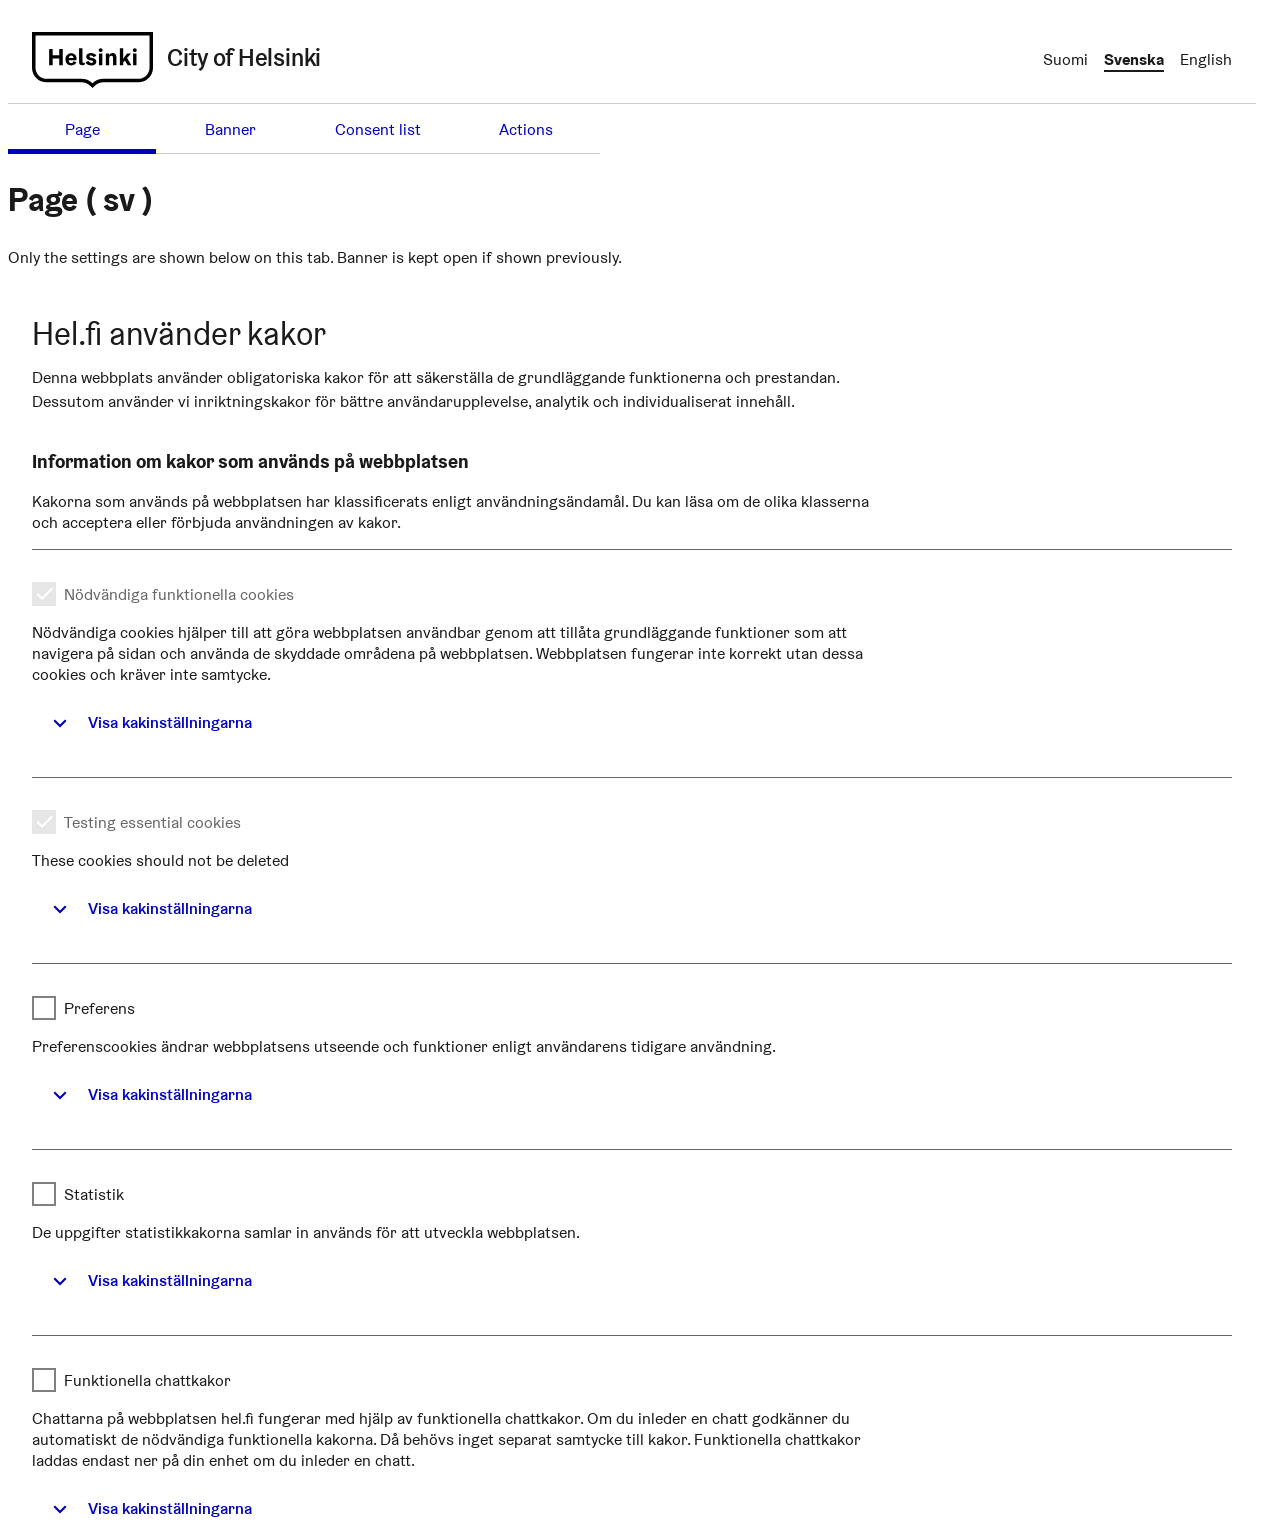 Helsinki
City of Helsinki
Suomi Svenska English
Page Banner Consent list Actions
Page ( sv )
Only the settings are shown below on this tab. Banner is kept open if shown previously.
Hel.fi använder kakor
Denna webbplats använder obligatoriska kakor för att säkerställa de grundläggande funktionerna och prestandan.
Dessutom använder vi inriktningskakor för bättre användarupplevelse, analytik och individualiserat innehåll.
Information om kakor som används på webbplatsen
Kakorna som används på webbplatsen har klassificerats enligt användningsändamål. Du kan läsa om de olika klasserna
och acceptera eller förbjuda användningen av kakor.
Nödvändiga funktionella cookies
Nödvändiga cookies hjälper till att göra webbplatsen användbar genom att tillåta grundläggande funktioner som att
navigera på sidan och använda de skyddade områdena på webbplatsen. Webbplatsen fungerar inte korrekt utan dessa
cookies och kräver inte samtycke.
Visa kakinställningarna
Testing essential cookies
These cookies should not be deleted
Visa kakinställningarna
Preferens
Preferenscookies ändrar webbplatsens utseende och funktioner enligt användarens tidigare användning.
Visa kakinställningarna
Statistik
De uppgifter statistikkakorna samlar in används för att utveckla webbplatsen.
Visa kakinställningarna
Funktionella chattkakor
Chattarna på webbplatsen hel.fi fungerar med hjälp av funktionella chattkakor. Om du inleder en chatt godkänner du
automatiskt de nödvändiga funktionella kakorna. Då behövs inget separat samtycke till kakor. Funktionella chattkakor
laddas endast ner på din enhet om du inleder en chatt.
Visa kakinställningarna